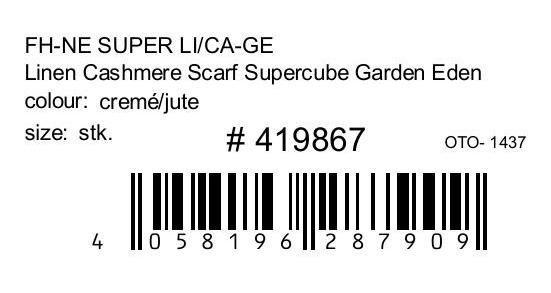 FH-NE SUPER LI/CA-GE
Linen Cashmere Scarf Supercube Garden Eden
colour: cremé/jute
size: stk.
# 419867
OTO- 1437
4 058196 287909